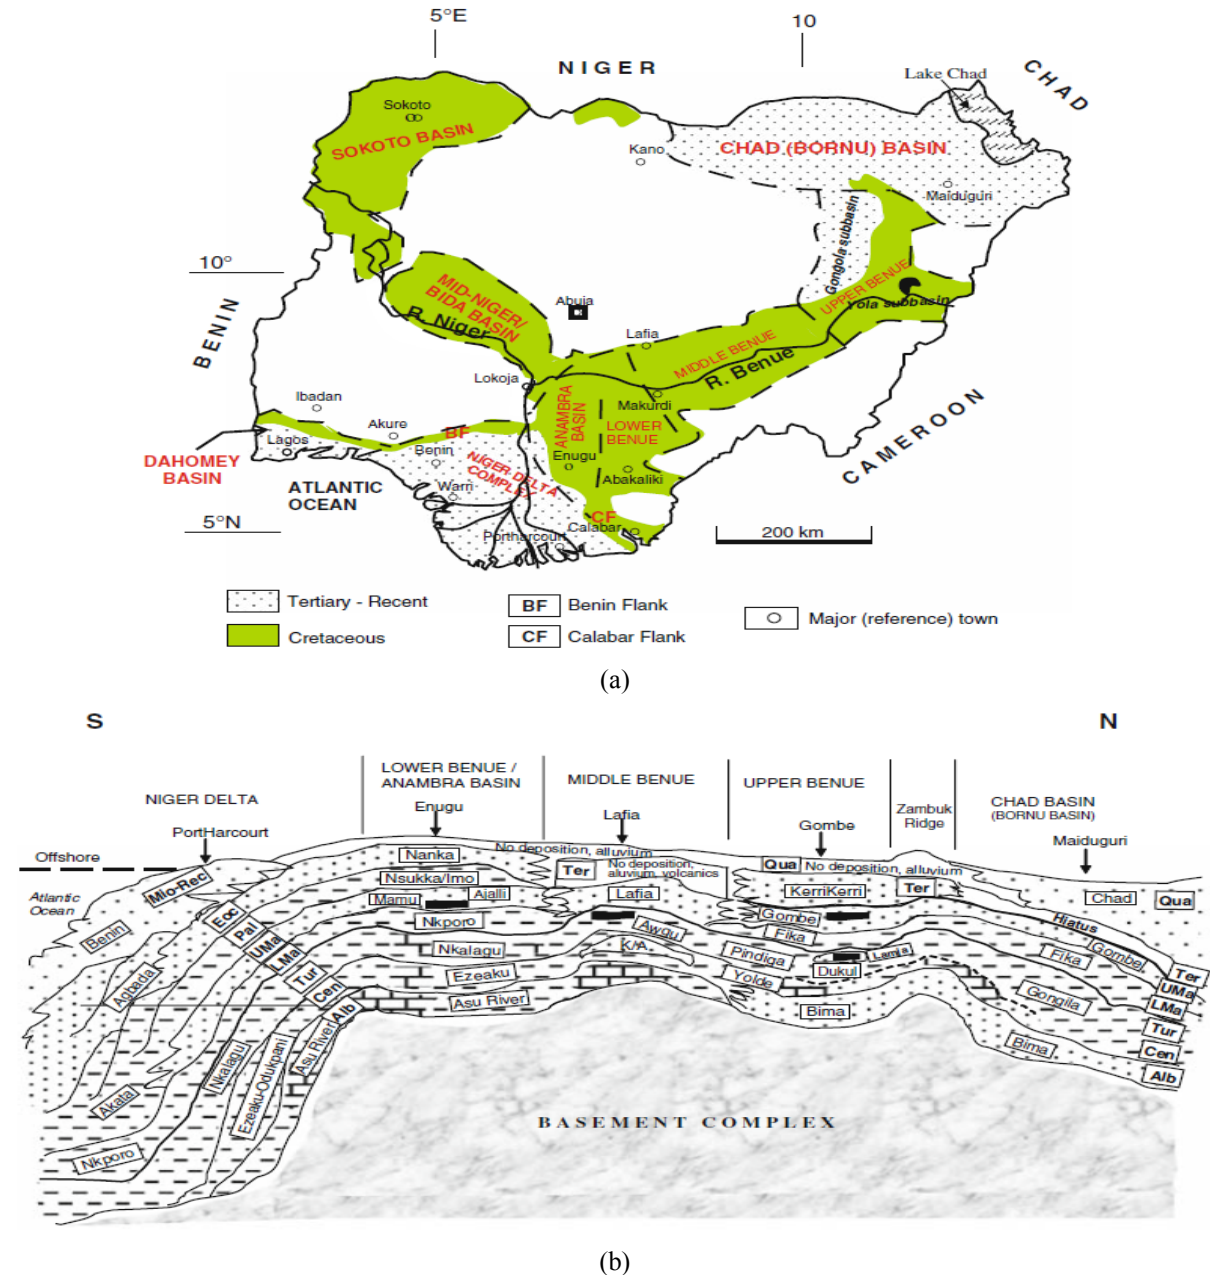 5°E
10
NIGER
CHAD
Lake Chad
Sokoto
SOKOTO BASIN
Kano
CHAD (BORNU) BASIN
Maiduguri
Gongola subbasin
10°
MID-NIGER/
BIDA BASIN
R. Niger
Abuja
UPPER BENUE
Yola subbasin
BENIN
Lafia
MIDDLE BENUE
R. Benue
Lokoja
Ibadan
Makurdi
ANAMBRA
BASIN
LOWER
BENUE
Akure
BF
Lagos
Benin
Enugu
CAMEROON
DAHOMEY
BASIN
NIGER DELTA
COMPLEX
Abakaliki
ATLANTIC
OCEAN
Warri
CF
Calabar
5°N
Portharcourt
200 km
Tertiary - Recent
BF Benin Flank
Major (reference) town
Cretaceous
CF Calabar Flank
(a)
S
N
LOWER BENUE /
ANAMBRA BASIN
MIDDLE BENUE
UPPER BENUE
NIGER DELTA
Zambuk
Ridge
CHAD BASIN
(BORNU BASIN)
Enugu
Lafia
Gombe
PortHarcourt
Maiduguri
Offshore
Atlantic
Ocean
Nanka
No deposition, alluvium
Ter
No deposition,
aluvium, volcanics
Qua
No deposition, alluvium
Mio-Rec
Nsukka/Imo
KerriKerri
Ter
Mamu
Ajalli
Lafia
Chad
Qua
Eoc
Nkporo
Gombe
Hiatus
Benin
Pal
Awgu
Fika
UMa
Nkalagu
K/A
Pindiga
Lamja
Fika
Gombe
LMa
Ezeaku
Dukul
Ter
Agbada
Tur
Yolde
Gongila
UMa
Cen
Asu River
Bima
LMa
Alb
Tur
Asu River
Bima
Cen
Nkalagu
Alb
Ezeaku-Odukpani
Akata
BASEMENT COMPLEX
Nkporo
(b)